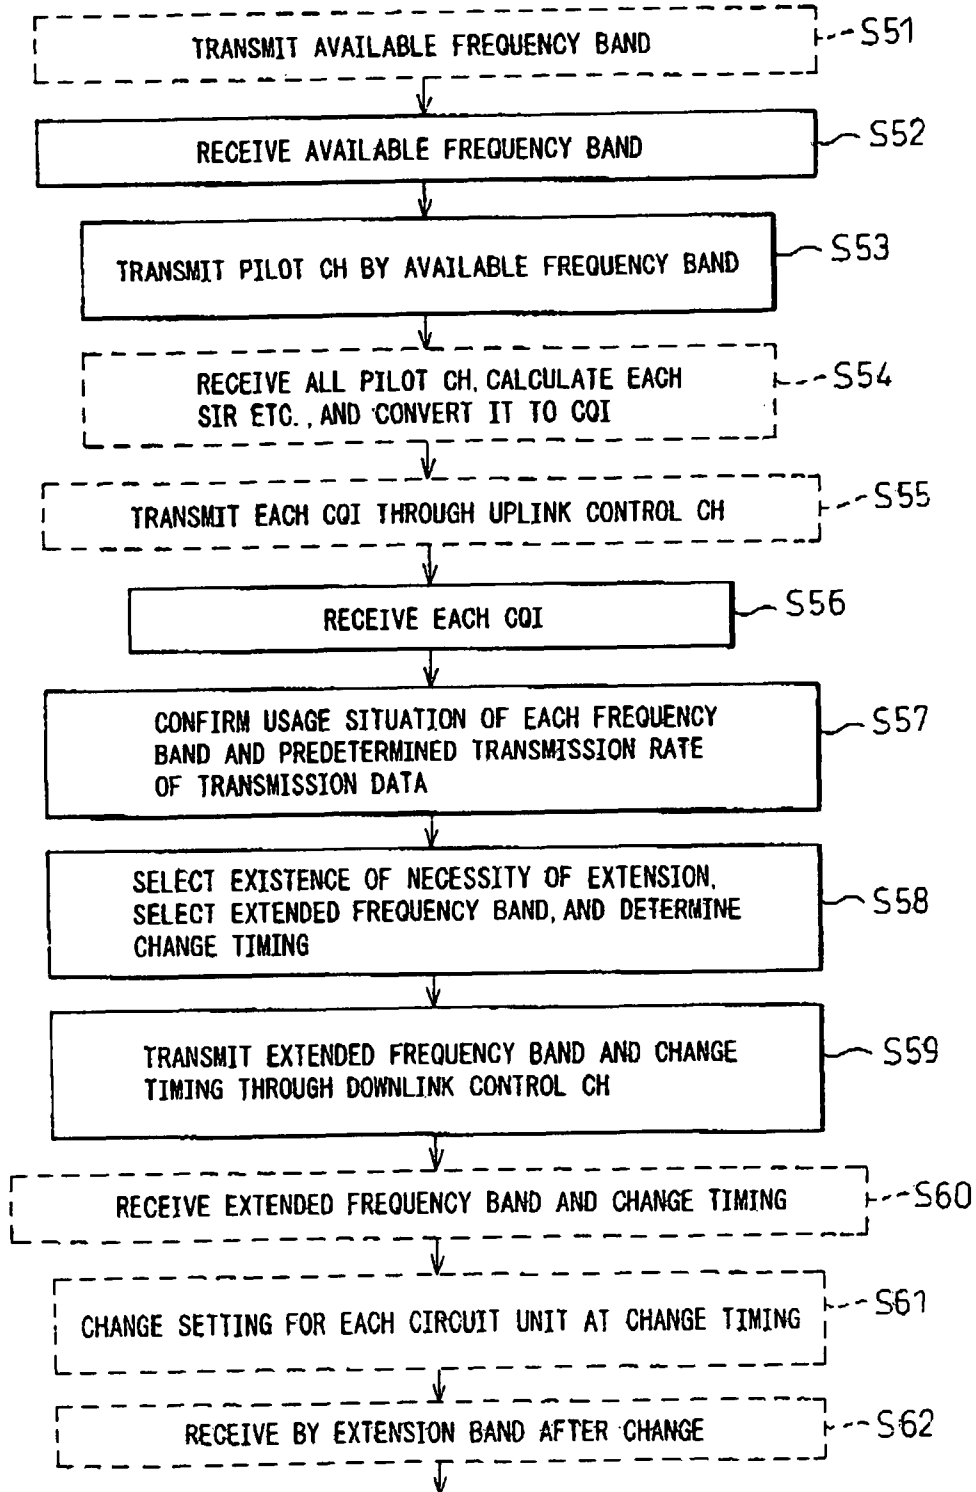 TRANSMIT AVAILABLE FREQUENCY BAND
S51
RECEIVE AVAILABLE FREQUENCY BAND
S52
TRANSMIT PILOT CH BY AVAILABLE FREQUENCY BAND
S53
RECEIVE ALL PILOT CH, CALCULATE EACH
SIR ETC., AND CONVERT IT TO CQI
S54
TRANSMIT EACH CQI THROUGH UPLINK CONTROL CH
S55
RECEIVE EACH CQI
S56
CONFIRM USAGE SITUATION OF EACH FREQUENCY
BAND AND PREDETERMINED TRANSMISSION RATE
OF TRANSMISSION DATA
S57
SELECT EXISTENCE OF NECESSITY OF EXTENSION,
SELECT EXTENDED FREQUENCY BAND, AND DETERMINE
CHANGE TIMING
S58
TRANSMIT EXTENDED FREQUENCY BAND AND CHANGE
TIMING THROUGH DOWNLINK CONTROL CH
S59
RECEIVE EXTENDED FREQUENCY BAND AND CHANGE TIMING
S60
CHANGE SETTING FOR EACH CIRCUIT UNIT AT CHANGE TIMING
S61
RECEIVE BY EXTENSION BAND AFTER CHANGE
S62